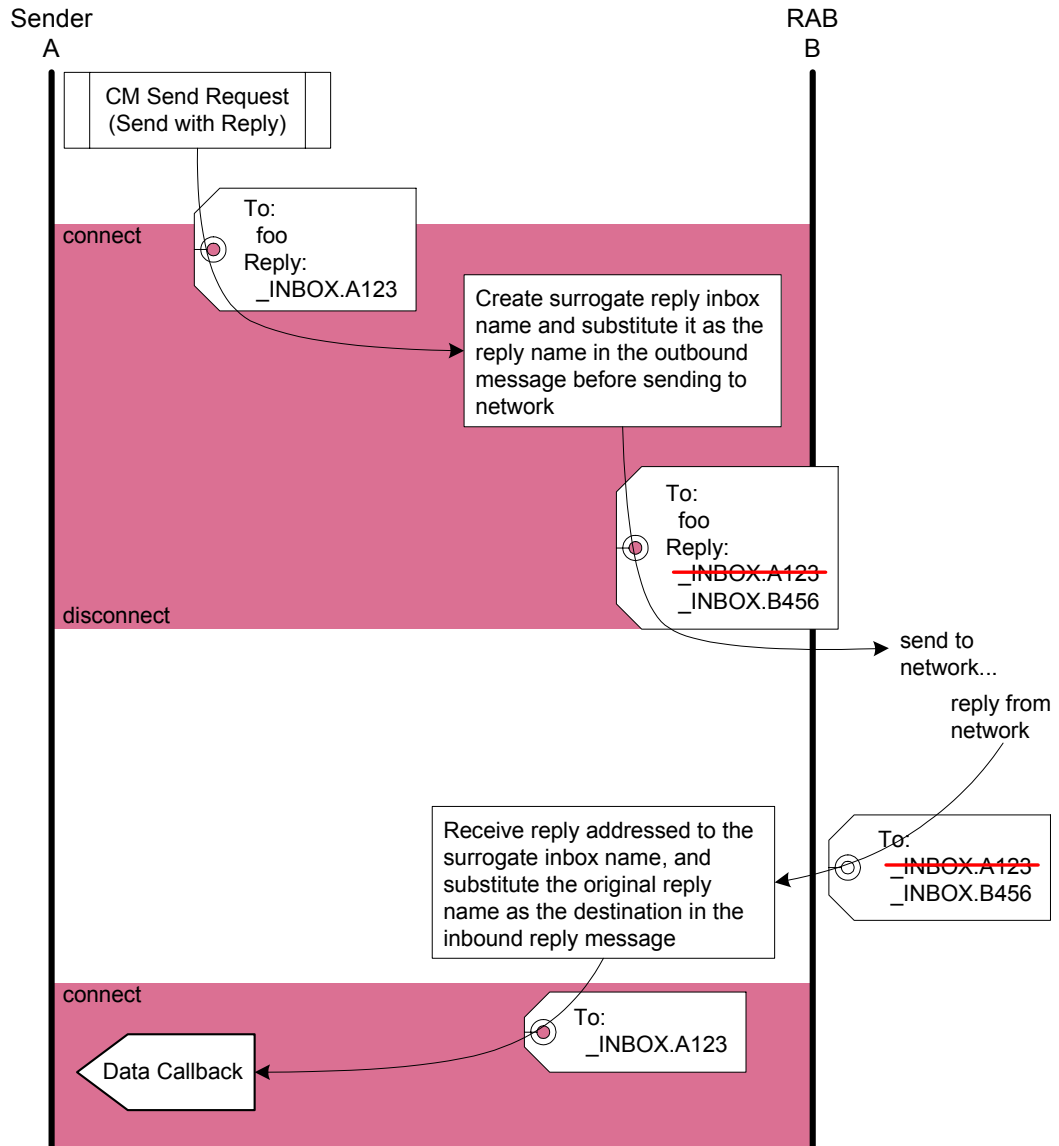 Sender
A
RAB
B
CM Send Request
(Send with Reply)
connect
To:
foo
Reply:
_INBOX.A123
Create surrogate reply inbox
name and substitute it as the
reply name in the outbound
message before sending to
network
To:
foo
Reply:
_INBOX.A123
_INBOX.B456
disconnect
send to
network...
reply from
network
To:
_INBOX.A123
_INBOX.B456
Receive reply addressed to the
surrogate inbox name, and
substitute the original reply
name as the destination in the
inbound reply message
connect
To:
_INBOX.A123
Data Callback